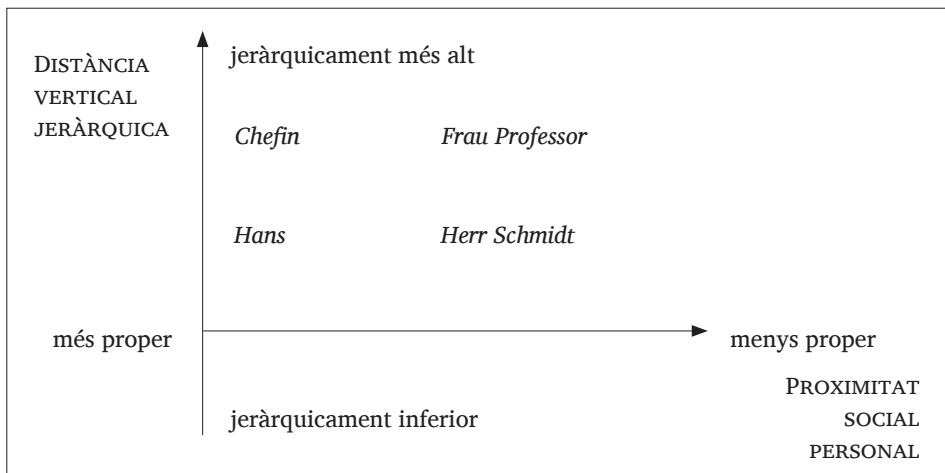 DISTÀNCIA
VERTICAL
JERÀRQUICA
jeràrquicament més alt
Chefin Frau Professor
Hans Herr Schmidt
més proper menys proper
jeràrquicament inferior
PROXIMITAT
SOCIAL
PERSONAL